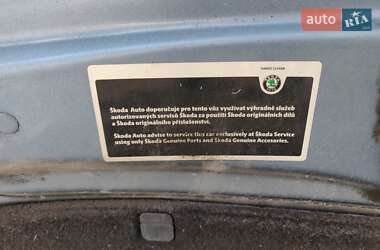 auto RIA
Škoda Auto doporučuje pro tento vůz využívat výhradně služeb
autorizovaných servisů Škoda za použití Škoda originálních dílů
a Škoda originálního příslušenství.
Škoda Auto advise to service this car exclusively at Škoda Service
using only Škoda Genuine Parts and Škoda Genuine Accesories.